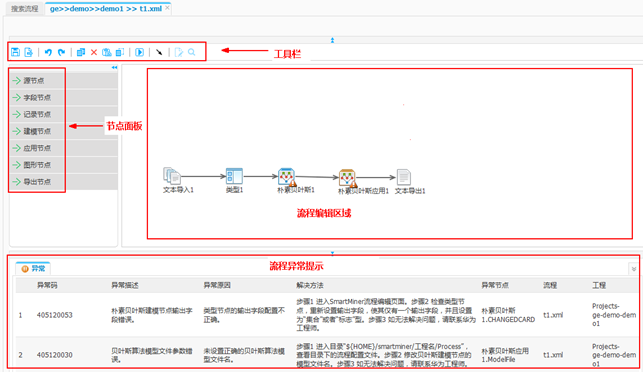 搜索流程
ge>>demo>>demo1 >> t1.xml
工具栏
源节点
字段节点
记录节点
建模节点
应用节点
图形节点
导出节点
节点面板
文本导入1
类型1
朴素贝叶斯1
朴素贝叶斯应用1
文本导出1
流程编辑区域
异常
流程异常提示
异常码 异常描述 异常原因 解决方法 异常节点 流程 工程
1 405120053 朴素贝叶斯建模节点输出字段错误。 类型节点的输出字段配置不正确。 步骤1 进入SmartMiner流程编辑页面。步骤2 检查类型节点,重新设置输出字段,使其仅有一个输出字段,并且设置为"集合"或者"标志"型。步骤3 如无法解决问题,请联系华为工程师。 朴素贝叶斯1.CHANGEDCARD t1.xml Projects-ge-demo-demo1
2 405120030 贝叶斯算法模型文件参数错误。 未设置正确的贝叶斯算法模型文件名。 步骤1 进入目录"${HOME}/smartminer/工程名/Process",查看目录下的流程配置文件。步骤2 修改贝叶斯建模节点的模型文件名。步骤3 如无法解决问题,请联系华为工程师。 朴素贝叶斯应用1.ModelFile t1.xml Projects-ge-demo-demo1